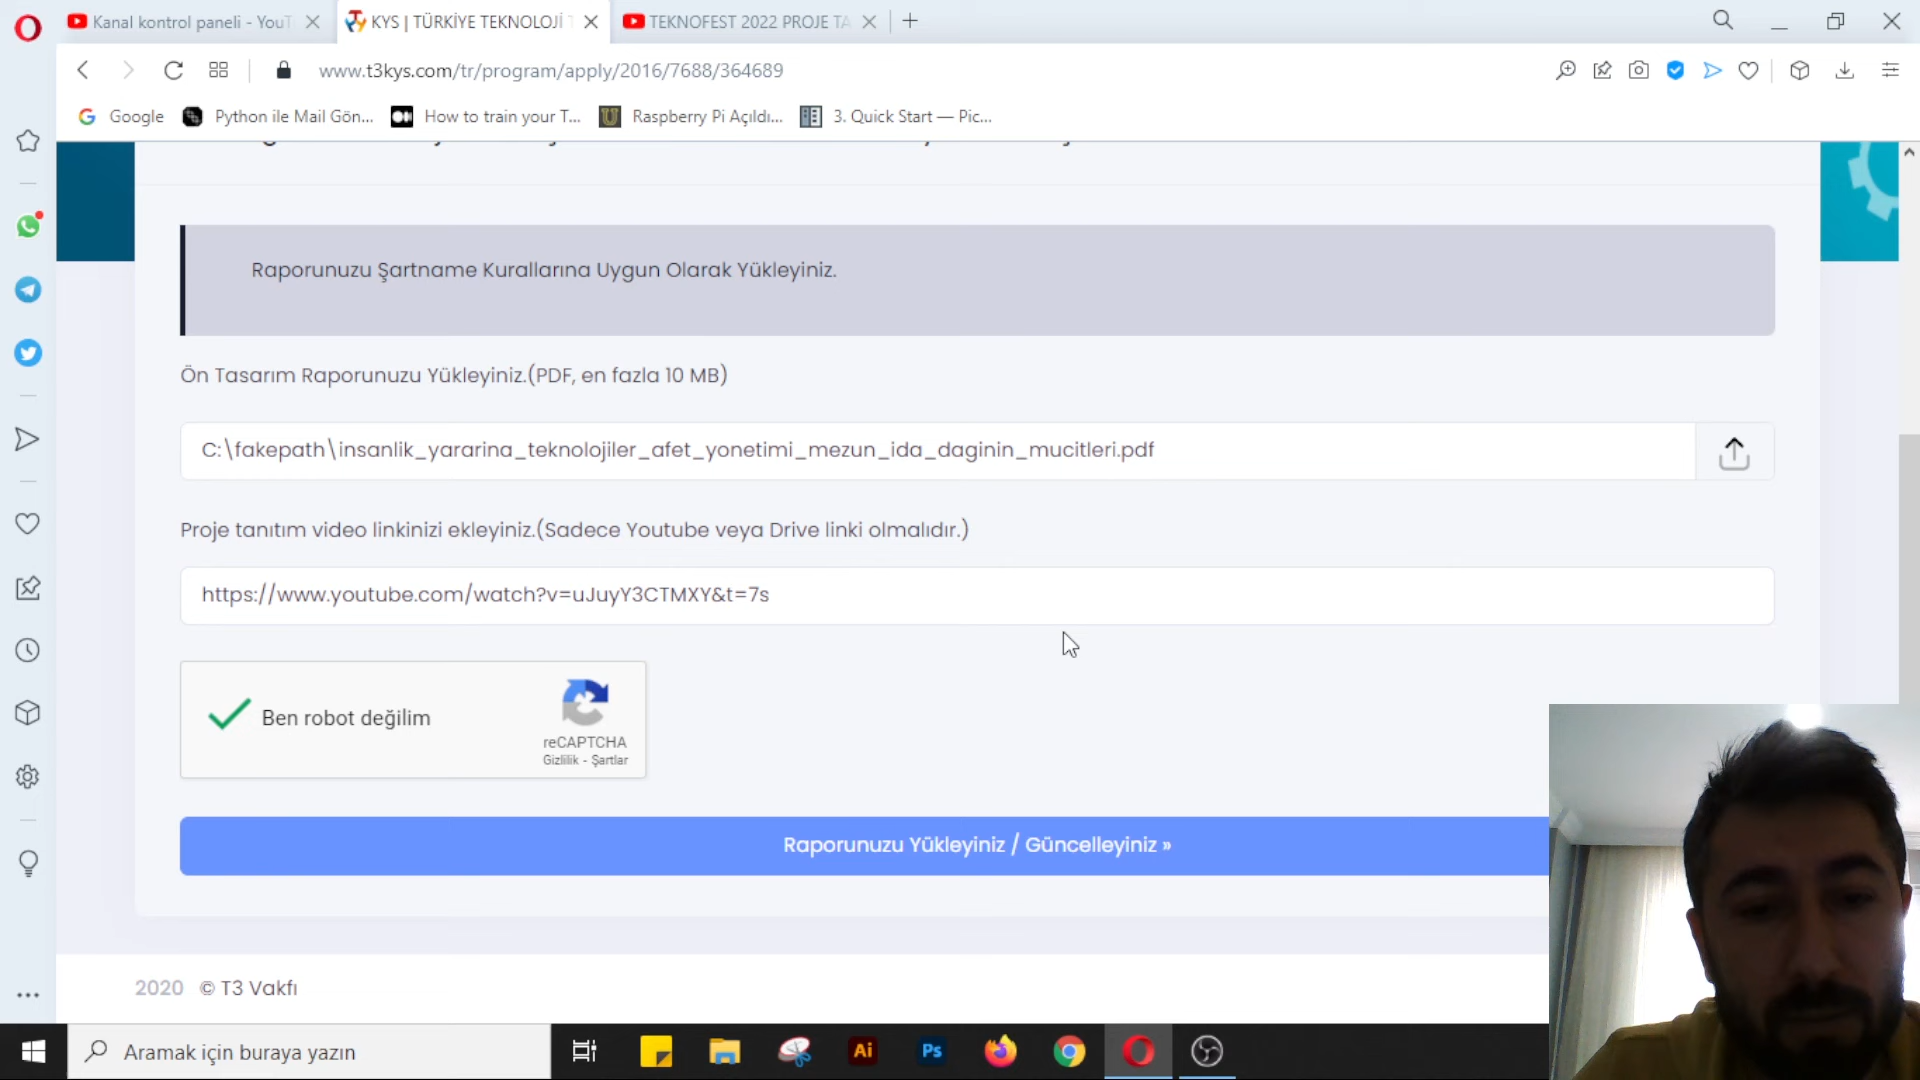 Kanal kontrol paneli - YouT
KYS | TÜRKİYE TEKNOLOJİ T
TEKNOFEST 2022 PROJE TA
www.t3kys.com/tr/program/apply/2016/7688/364689
Google
Python ile Mail Gön...
How to train your T...
Raspberry Pi Açıldı...
3. Quick Start — Pic...
Raporunuzu Şartname Kurallarına Uygun Olarak Yükleyiniz.
Ön Tasarım Raporunuzu Yükleyiniz.(PDF, en fazla 10 MB)
C:\fakepath\insanlik_yararina_teknolojiler_afet_yonetimi_mezun_ida_daginin_mucitleri.pdf
Proje tanıtım video linkinizi ekleyiniz.(Sadece Youtube veya Drive linki olmalıdır.)
https://www.youtube.com/watch?v=uJuyY3CTMXY&t=7s
Ben robot değilim
reCAPTCHA
Gizlilik - Şartlar
Raporunuzu Yükleyiniz / Güncelleyiniz »
2020 © T3 Vakfı
Aramak için buraya yazın
Ai
Ps